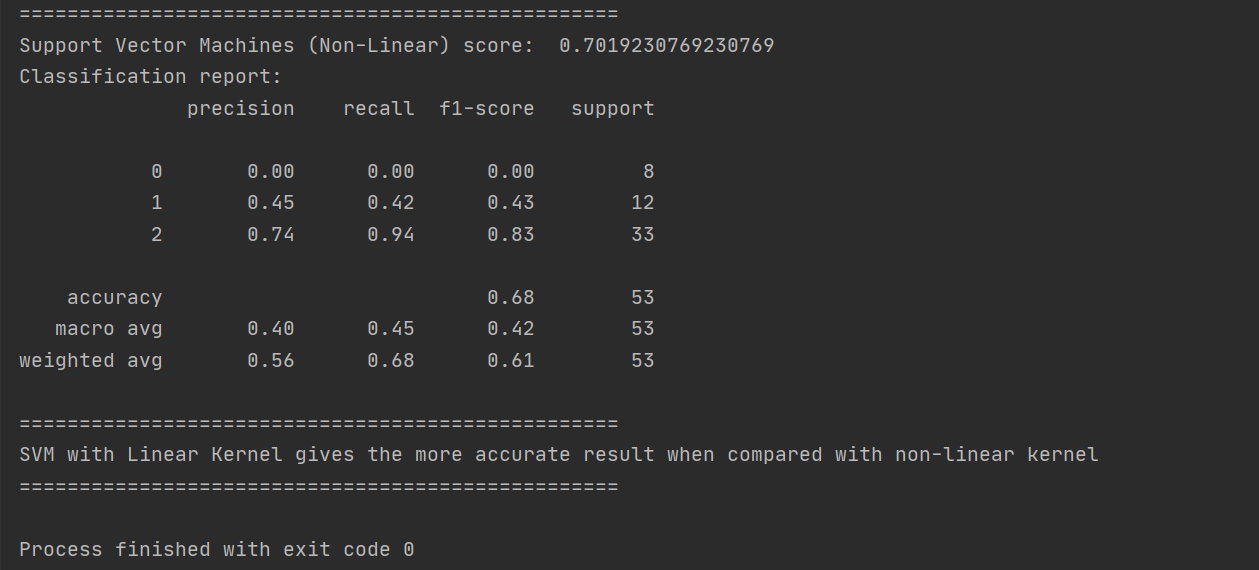 ==================================================
Support Vector Machines (Non-Linear) score:  0.7019230769230769
Classification report:
              precision    recall  f1-score   support

           0       0.00      0.00      0.00         8
           1       0.45      0.42      0.43        12
           2       0.74      0.94      0.83        33

    accuracy                           0.68        53
   macro avg       0.40      0.45      0.42        53
weighted avg       0.56      0.68      0.61        53

==================================================
SVM with Linear Kernel gives the more accurate result when compared with non-linear kernel
==================================================

Process finished with exit code 0